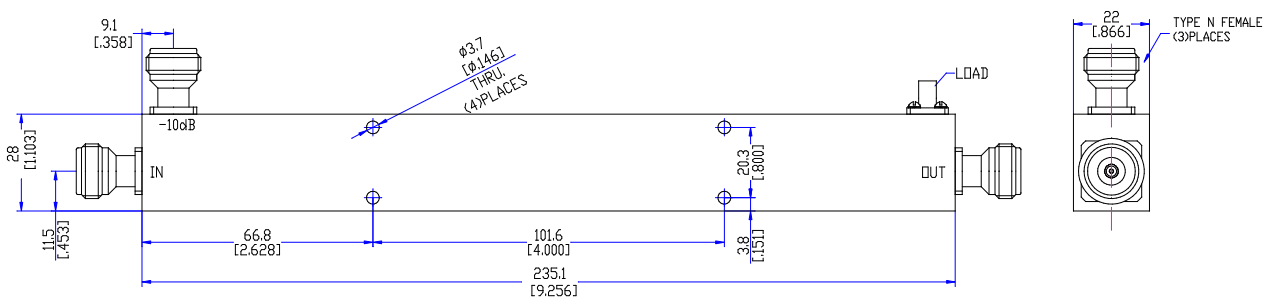 9.1
[.358]
Ø3.7
[Ø.146]
THRU.
(4)PLACES
LOAD
22
[.866]
TYPE N FEMALE
(3)PLACES
-10dB
28
[1.103]
IN
20.3
[.800]
OUT
11.5
[.453]
66.8
[2.628]
101.6
[4.000]
3.8
[.151]
235.1
[9.256]